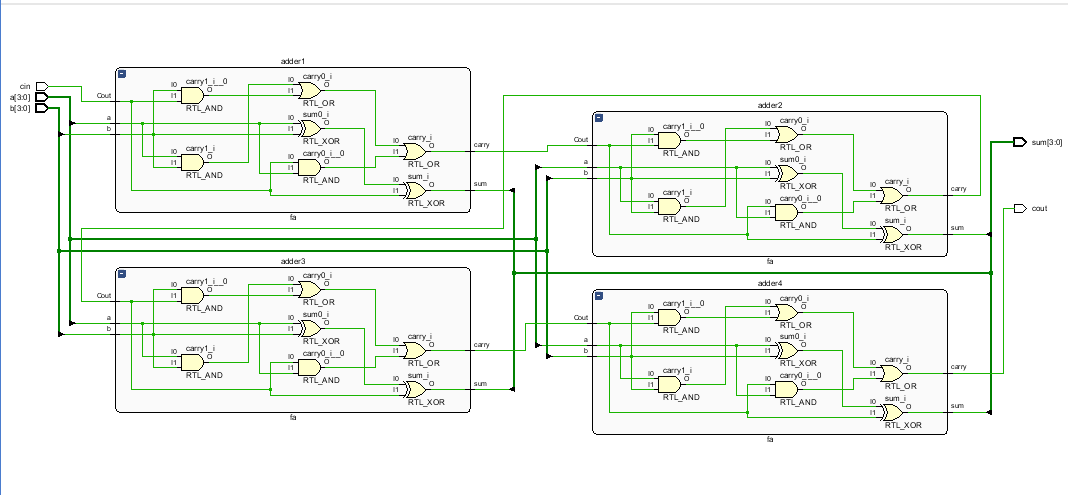 adder1
cin
a[3:0]
b[3:0]
Cout
a
b
I0 carry1_i__0
I1 O
RTL_AND
I0 carry0_i
I1 O
RTL_OR
I0 sum0_i
I1 O
RTL_XOR
I0 carry1_i
I1 O
RTL_AND
I0 carry0_i__0
I1 O
RTL_AND
I0 carry_i
I1 O
RTL_OR
I0 sum_i
I1 O
RTL_XOR
carry
sum
fa
adder2
Cout
a
b
I0 carry1_i__0
I1 O
RTL_AND
I0 carry0_i
I1 O
RTL_OR
I0 sum0_i
I1 O
RTL_XOR
I0 carry1_i
I1 O
RTL_AND
I0 carry0_i__0
I1 O
RTL_AND
I0 carry_i
I1 O
RTL_OR
I0 sum_i
I1 O
RTL_XOR
carry
sum
fa
sum[3:0]
cout
adder3
Cout
a
b
I0 carry1_i__0
I1 O
RTL_AND
I0 carry0_i
I1 O
RTL_OR
I0 sum0_i
I1 O
RTL_XOR
I0 carry1_i
I1 O
RTL_AND
I0 carry0_i__0
I1 O
RTL_AND
I0 carry_i
I1 O
RTL_OR
I0 sum_i
I1 O
RTL_XOR
carry
sum
fa
adder4
Cout
a
b
I0 carry1_i__0
I1 O
RTL_AND
I0 carry0_i
I1 O
RTL_OR
I0 sum0_i
I1 O
RTL_XOR
I0 carry1_i
I1 O
RTL_AND
I0 carry0_i__0
I1 O
RTL_AND
I0 carry_i
I1 O
RTL_OR
I0 sum_i
I1 O
RTL_XOR
carry
sum
fa